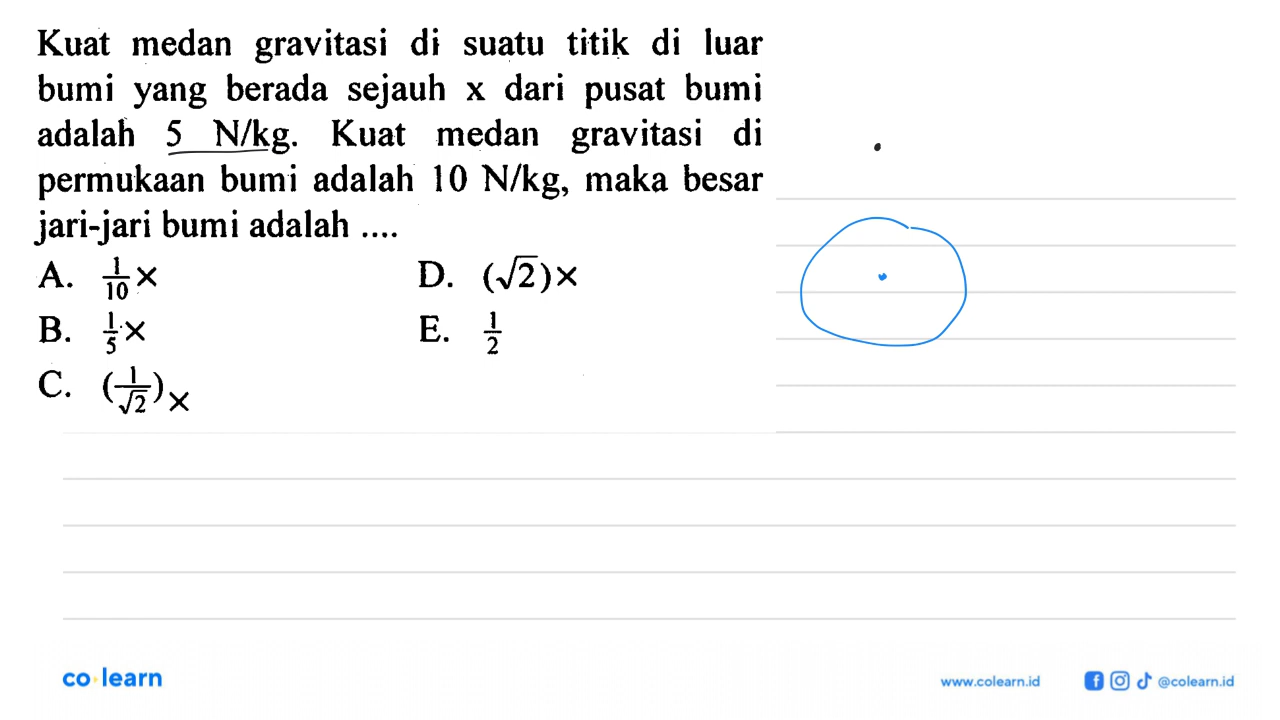 Kuat medan gravitasi di suatu titik di luar
bumi yang berada sejauh x dari pusat bumi
adalah 5 N/kg. Kuat medan gravitasi di
permukaan bumi adalah 10 N/kg, maka besar
jari-jari bumi adalah ....
A. 1/10 ×
D. (√2)×
B. 1/5 ×
E. 1/2
C. (1/√2)×
co learn
www.colearn.id
@colearn.id